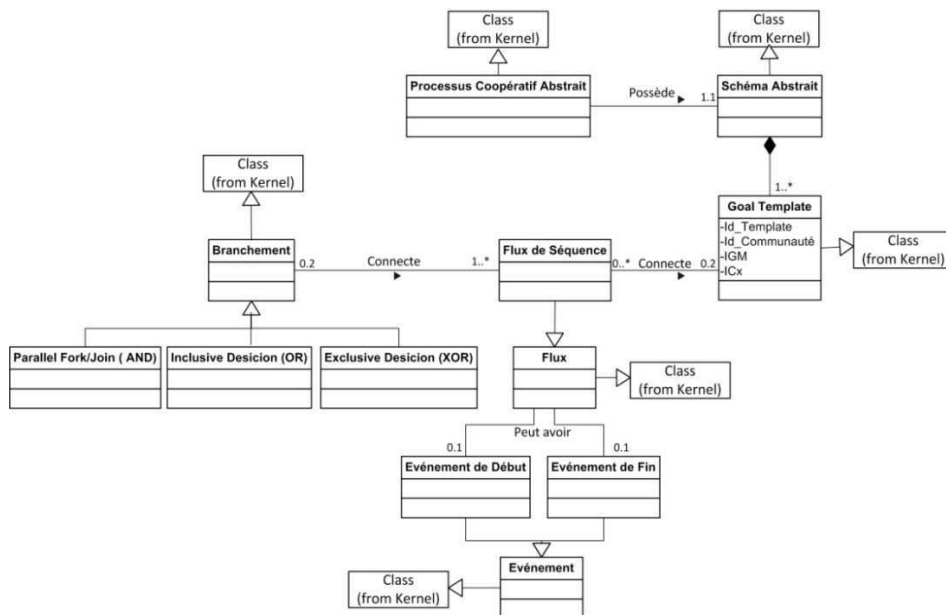 Class
(from Kernel)
Class
(from Kernel)
Processus Coopératif Abstrait
Possède
1.1
Schéma Abstrait
Class
(from Kernel)
1..*
Goal Template
-Id_Template
-Id_Communauté
-IGM
-ICx
Class
(from Kernel)
Branchement
0.2
Connecte
1..*
Flux de Séquence
0..*
Connecte
0.2
Parallel Fork/Join ( AND)
Inclusive Desicion (OR)
Exclusive Desicion (XOR)
Flux
Class
(from Kernel)
Peut avoir
0.1
0.1
Evénement de Début
Evénement de Fin
Evénement
Class
(from Kernel)